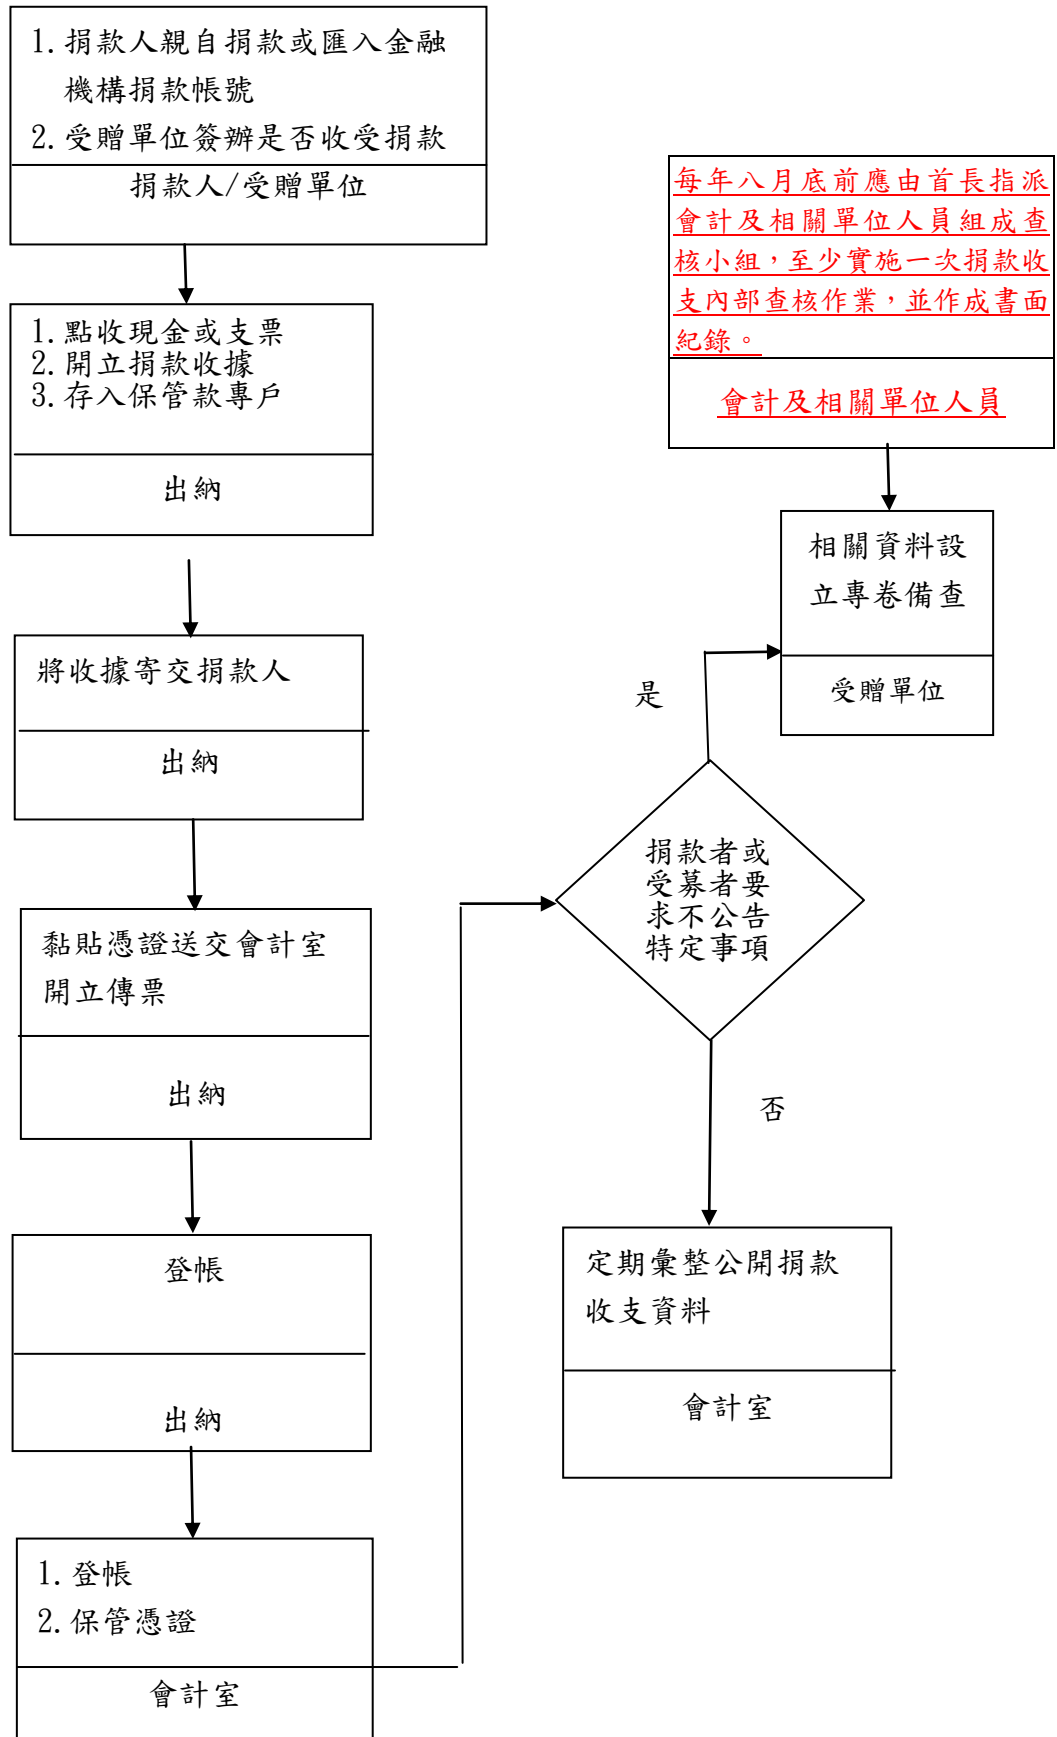 1. 捐款人親自捐款或匯入金融
機構捐款帳號
2. 受贈單位簽辦是否收受捐款
捐款人/受贈單位
1. 點收現金或支票
2. 開立捐款收據
3. 存入保管款專戶
出納
將收據寄交捐款人
出納
黏貼憑證送交會計室
開立傳票
出納
登帳
出納
1. 登帳
2. 保管憑證
會計室
每年八月底前應由首長指派
會計及相關單位人員組成查
核小組，至少實施一次捐款收
支內部查核作業，並作成書面
紀錄。
會計及相關單位人員
相關資料設
立專卷備查
受贈單位
是
捐款者或
受募者要
求不公告
特定事項
否
定期彙整公開捐款
收支資料
會計室